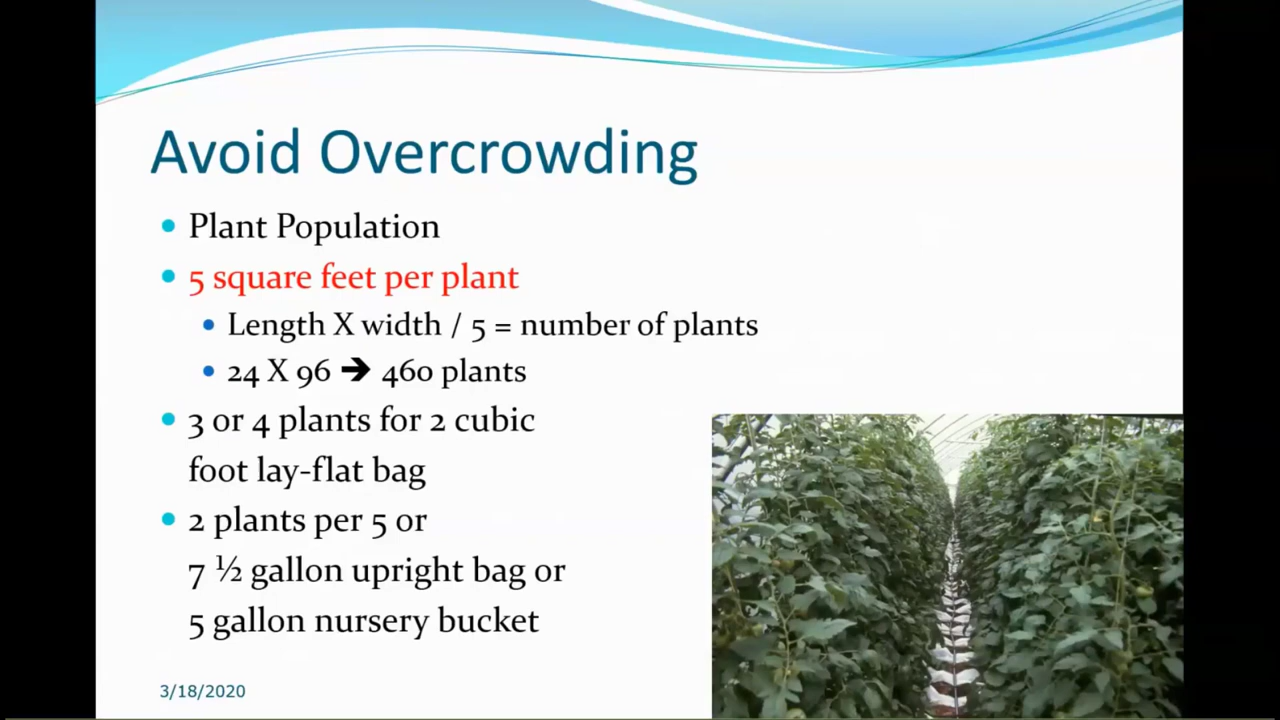 Avoid Overcrowding
• Plant Population
• 5 square feet per plant
• Length X width / 5 = number of plants
• 24 X 96 🡺 460 plants
• 3 or 4 plants for 2 cubic
foot lay-flat bag
• 2 plants per 5 or
7 ½ gallon upright bag or
5 gallon nursery bucket
3/18/2020